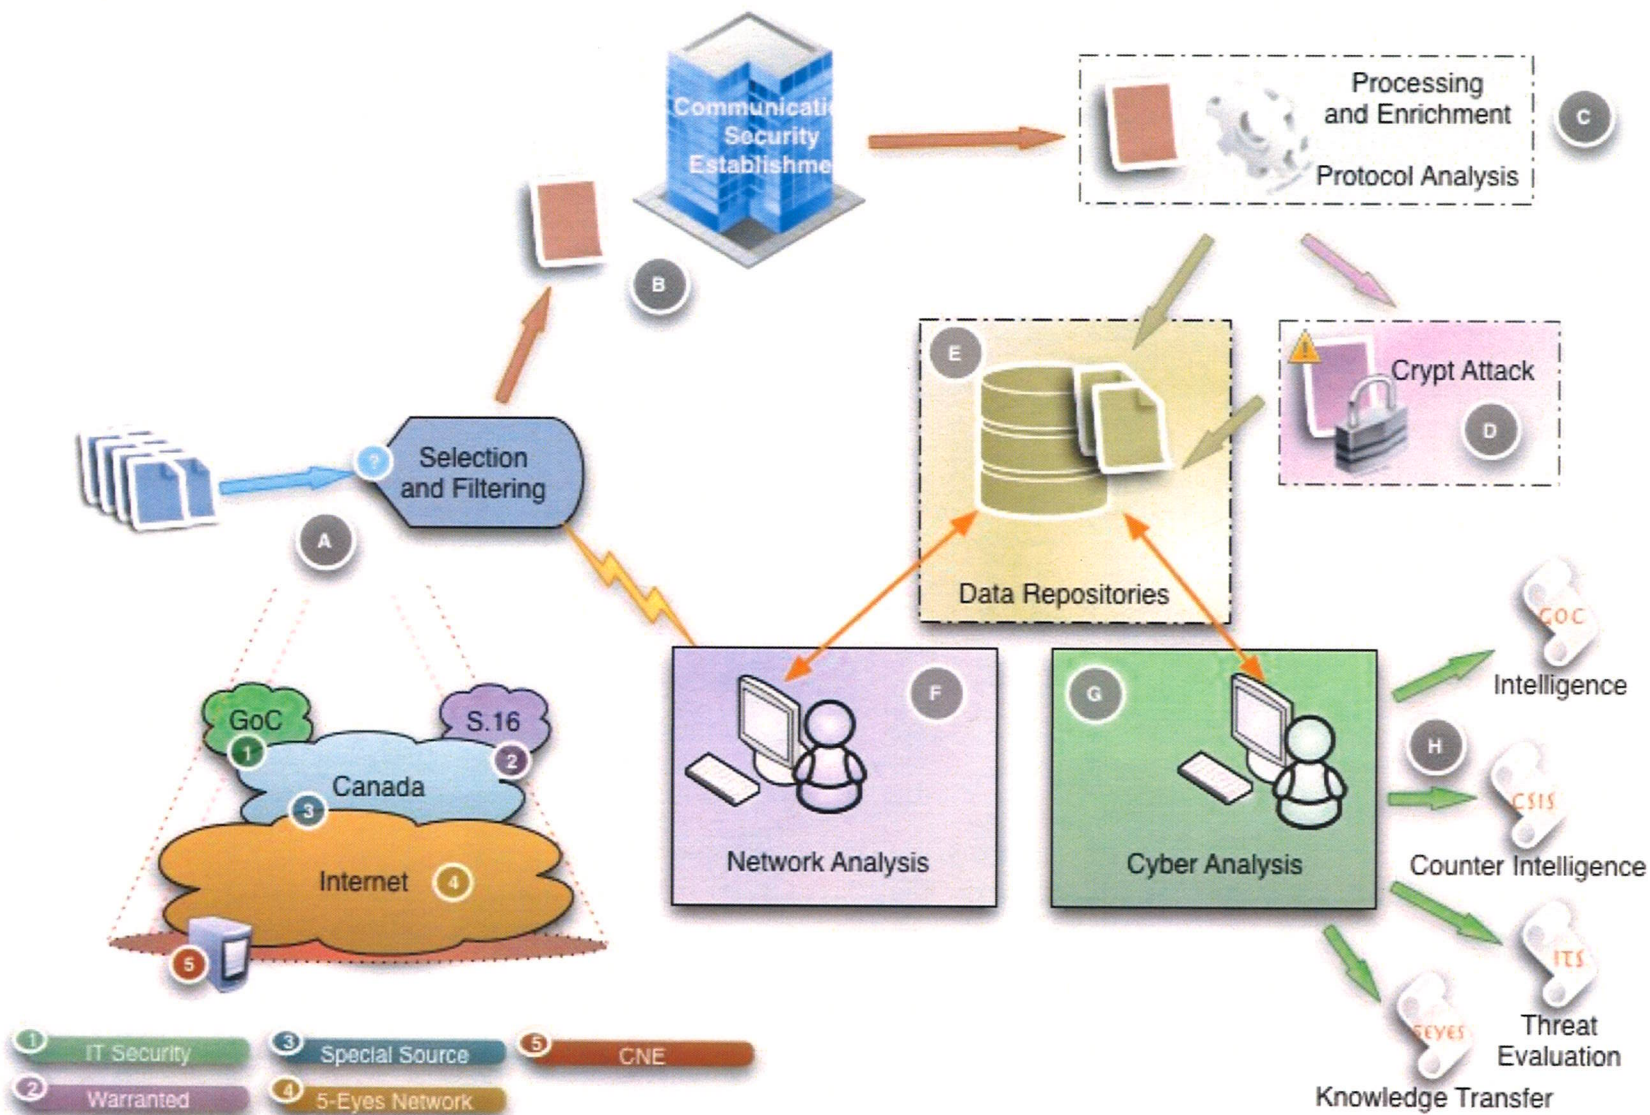 Communicatio
Security
Establishme
Processing
and Enrichment
Protocol Analysis
C
B
E
Crypt Attack
D
?
Selection
and Filtering
A
Data Repositories
GOC
Intelligence
F
G
H
GoC
S.16
1
2
Canada
3
CSIS
Counter Intelligence
Network Analysis
Cyber Analysis
Internet
4
5
ITS
Threat
Evaluation
5EYES
Knowledge Transfer
1 IT Security
3 Special Source
5 CNE
2 Warranted
4 5-Eyes Network